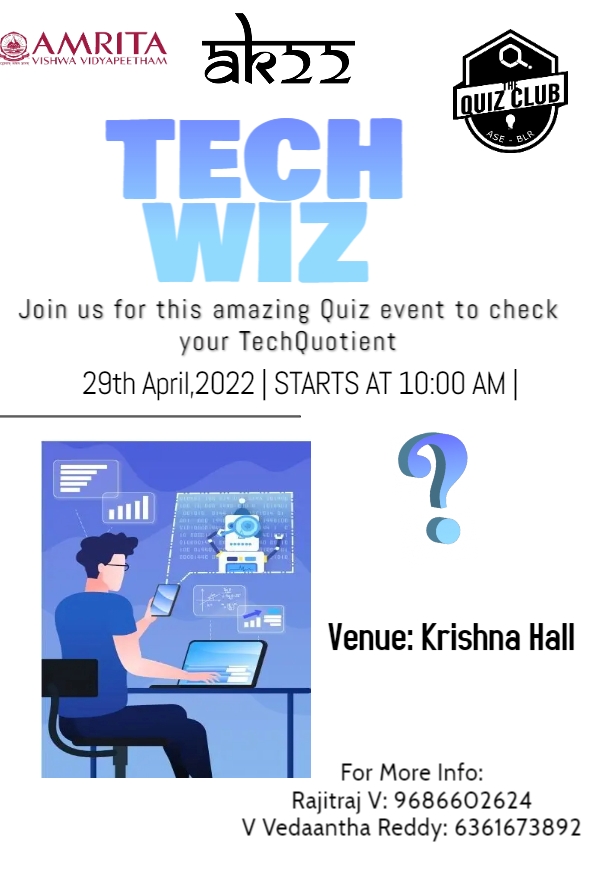 AMRITA
VISHWA VIDYAPEETHAM
ak22
THE
QUIZ CLUB
ASE - BLR
TECH
WIZ
Join us for this amazing Quiz event to check
your TechQuotient
29th April,2022 | STARTS AT 10:00 AM |
?
Venue: Krishna Hall
For More Info:
Rajitraj V: 9686602624
V Vedaantha Reddy: 6361673892